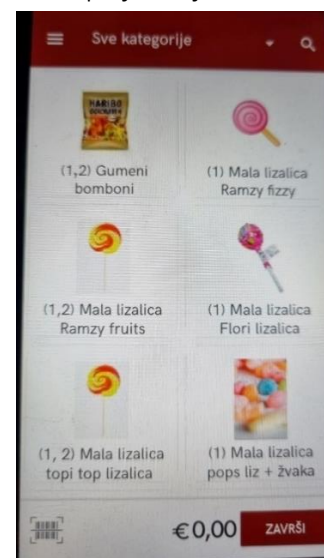 Sve kategorije
HARIBO
GOLDBÄREN
(1,2) Gumeni
bomboni
(1) Mala lizalica
Ramzy fizzy
(1,2) Mala lizalica
Ramzy fruits
(1) Mala lizalica
Flori lizalica
(1, 2) Mala lizalica
topi top lizalica
(1) Mala lizalica
pops liz + žvaka
€0,00
ZAVRŠI